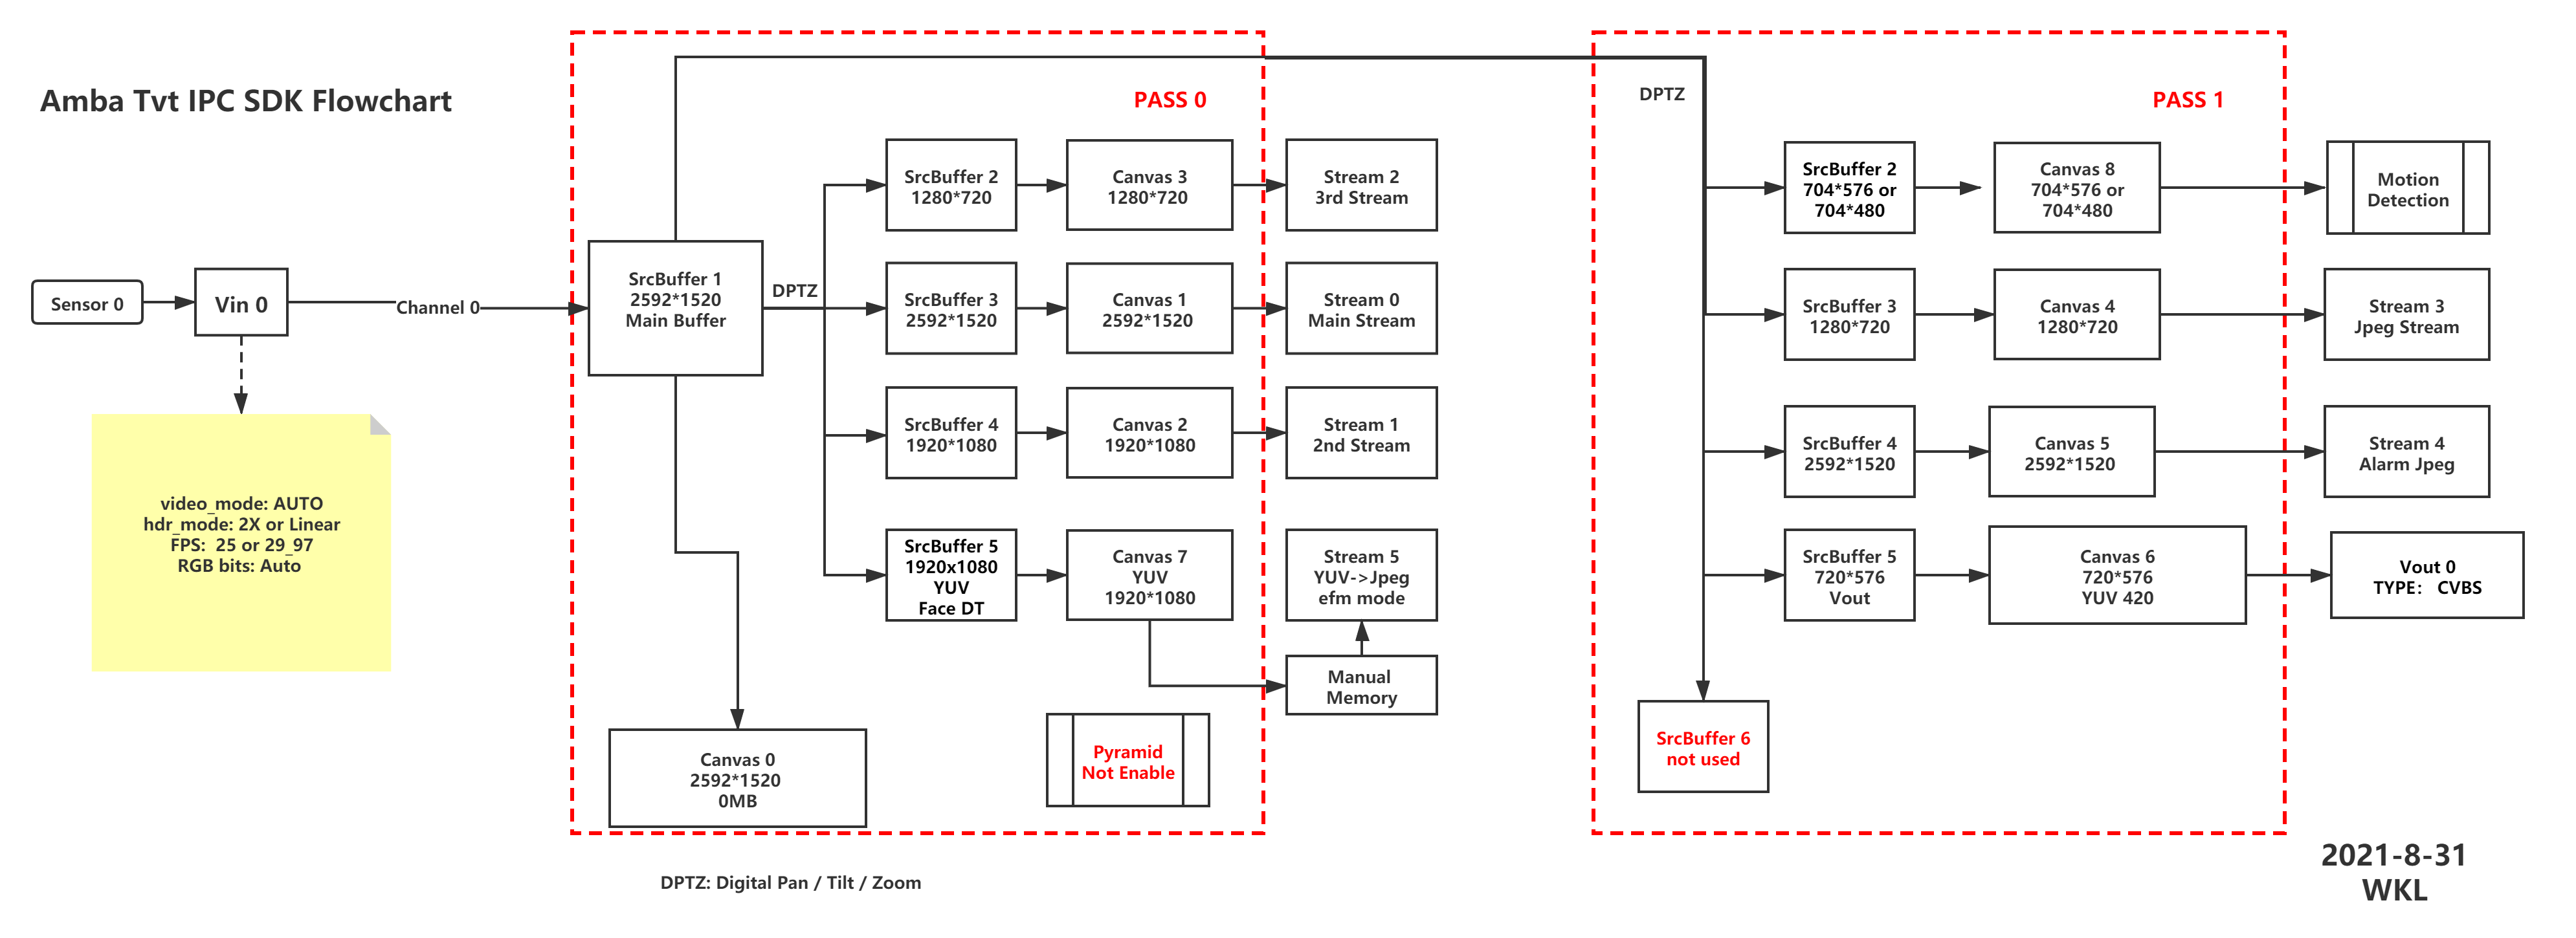 Amba Tvt IPC SDK Flowchart
Sensor 0
Vin 0
Channel 0
video_mode: AUTO
hdr_mode: 2X or Linear
FPS:  25 or 29_97
RGB bits: Auto
PASS 0
SrcBuffer 1
2592*1520
Main Buffer
DPTZ
SrcBuffer 2
1280*720
Canvas 3
1280*720
Stream 2
3rd Stream
SrcBuffer 3
2592*1520
Canvas 1
2592*1520
Stream 0
Main Stream
SrcBuffer 4
1920*1080
Canvas 2
1920*1080
Stream 1
2nd Stream
SrcBuffer 5
1920x1080
YUV
Face DT
Canvas 7
YUV
1920*1080
Stream 5
YUV->Jpeg
efm mode
Manual
Memory
Pyramid
Not Enable
Canvas 0
2592*1520
0MB
DPTZ: Digital Pan / Tilt / Zoom
DPTZ
PASS 1
SrcBuffer 2
704*576 or
704*480
Canvas 8
704*576 or
704*480
Motion
Detection
SrcBuffer 3
1280*720
Canvas 4
1280*720
Stream 3
Jpeg Stream
SrcBuffer 4
2592*1520
Canvas 5
2592*1520
Stream 4
Alarm Jpeg
SrcBuffer 5
720*576
Vout
Canvas 6
720*576
YUV 420
Vout 0
TYPE:  CVBS
SrcBuffer 6
not used
2021-8-31
WKL